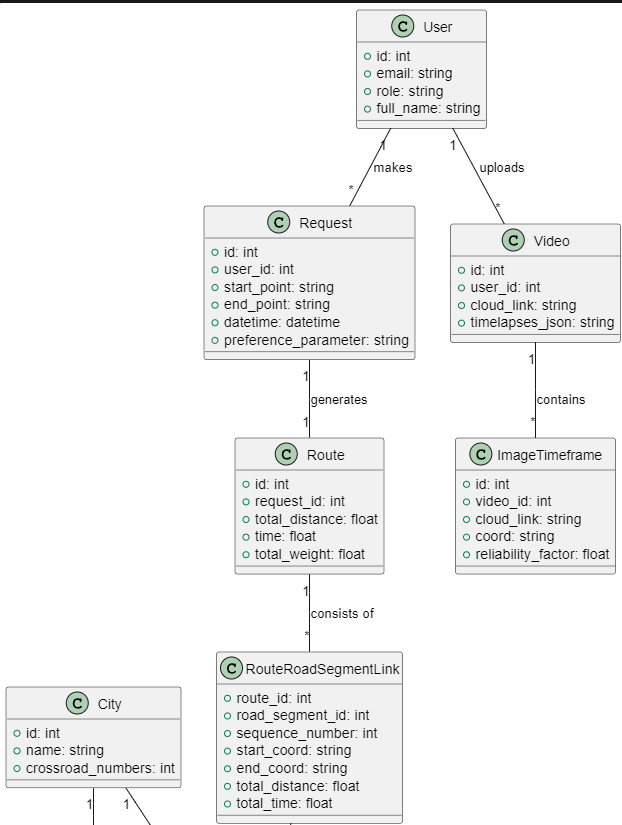 C User
id: int
email: string
role: string
full_name: string
1
1
makes
uploads
*
*
C Request
id: int
user_id: int
start_point: string
end_point: string
datetime: datetime
preference_parameter: string
C Video
id: int
user_id: int
cloud_link: string
timelapses_json: string
1
generates
1
1
contains
*
C Route
id: int
request_id: int
total_distance: float
time: float
total_weight: float
C ImageTimeframe
id: int
video_id: int
cloud_link: string
coord: string
reliability_factor: float
1
consists of
*
C RouteRoadSegmentLink
route_id: int
road_segment_id: int
sequence_number: int
start_coord: string
end_coord: string
total_distance: float
total_time: float
C City
id: int
name: string
crossroad_numbers: int
1
1